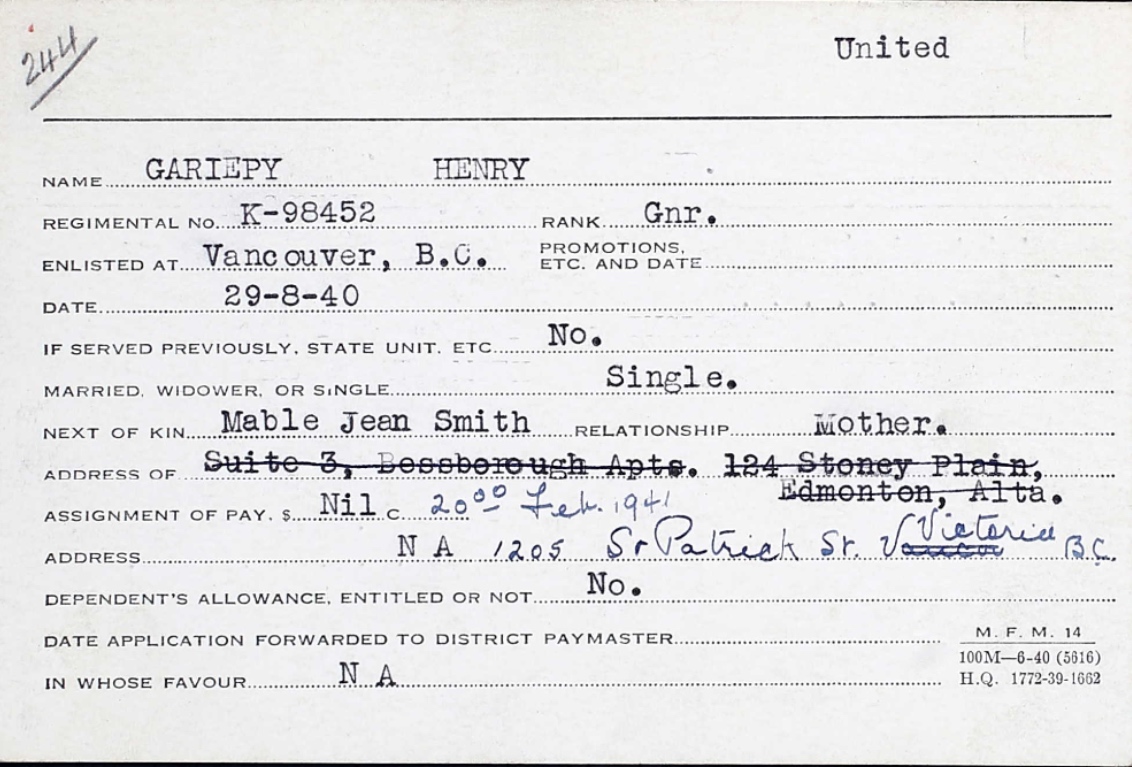 244
United
NAME GARIEPY HENRY
REGIMENTAL NO. K-98452 RANK Gnr.
ENLISTED AT Vancouver, B.C. PROMOTIONS, ETC. AND DATE
DATE 29-8-40
IF SERVED PREVIOUSLY, STATE UNIT, ETC No.
MARRIED, WIDOWER, OR SINGLE Single.
NEXT OF KIN Mable Jean Smith RELATIONSHIP Mother.
ADDRESS OF Suite 3, Bessborough Apts. 124 Stoney Plain,
Edmonton, Alta.
ASSIGNMENT OF PAY, $ Nil C. 20⁰⁰ Feb. 1941
ADDRESS N A 1205 St Patrick St. Victoria B.C.
DEPENDENT'S ALLOWANCE, ENTITLED OR NOT No.
DATE APPLICATION FORWARDED TO DISTRICT PAYMASTER
IN WHOSE FAVOUR N A
M. F. M. 14
100M—6-40 (5616)
H.Q. 1772-39-1662